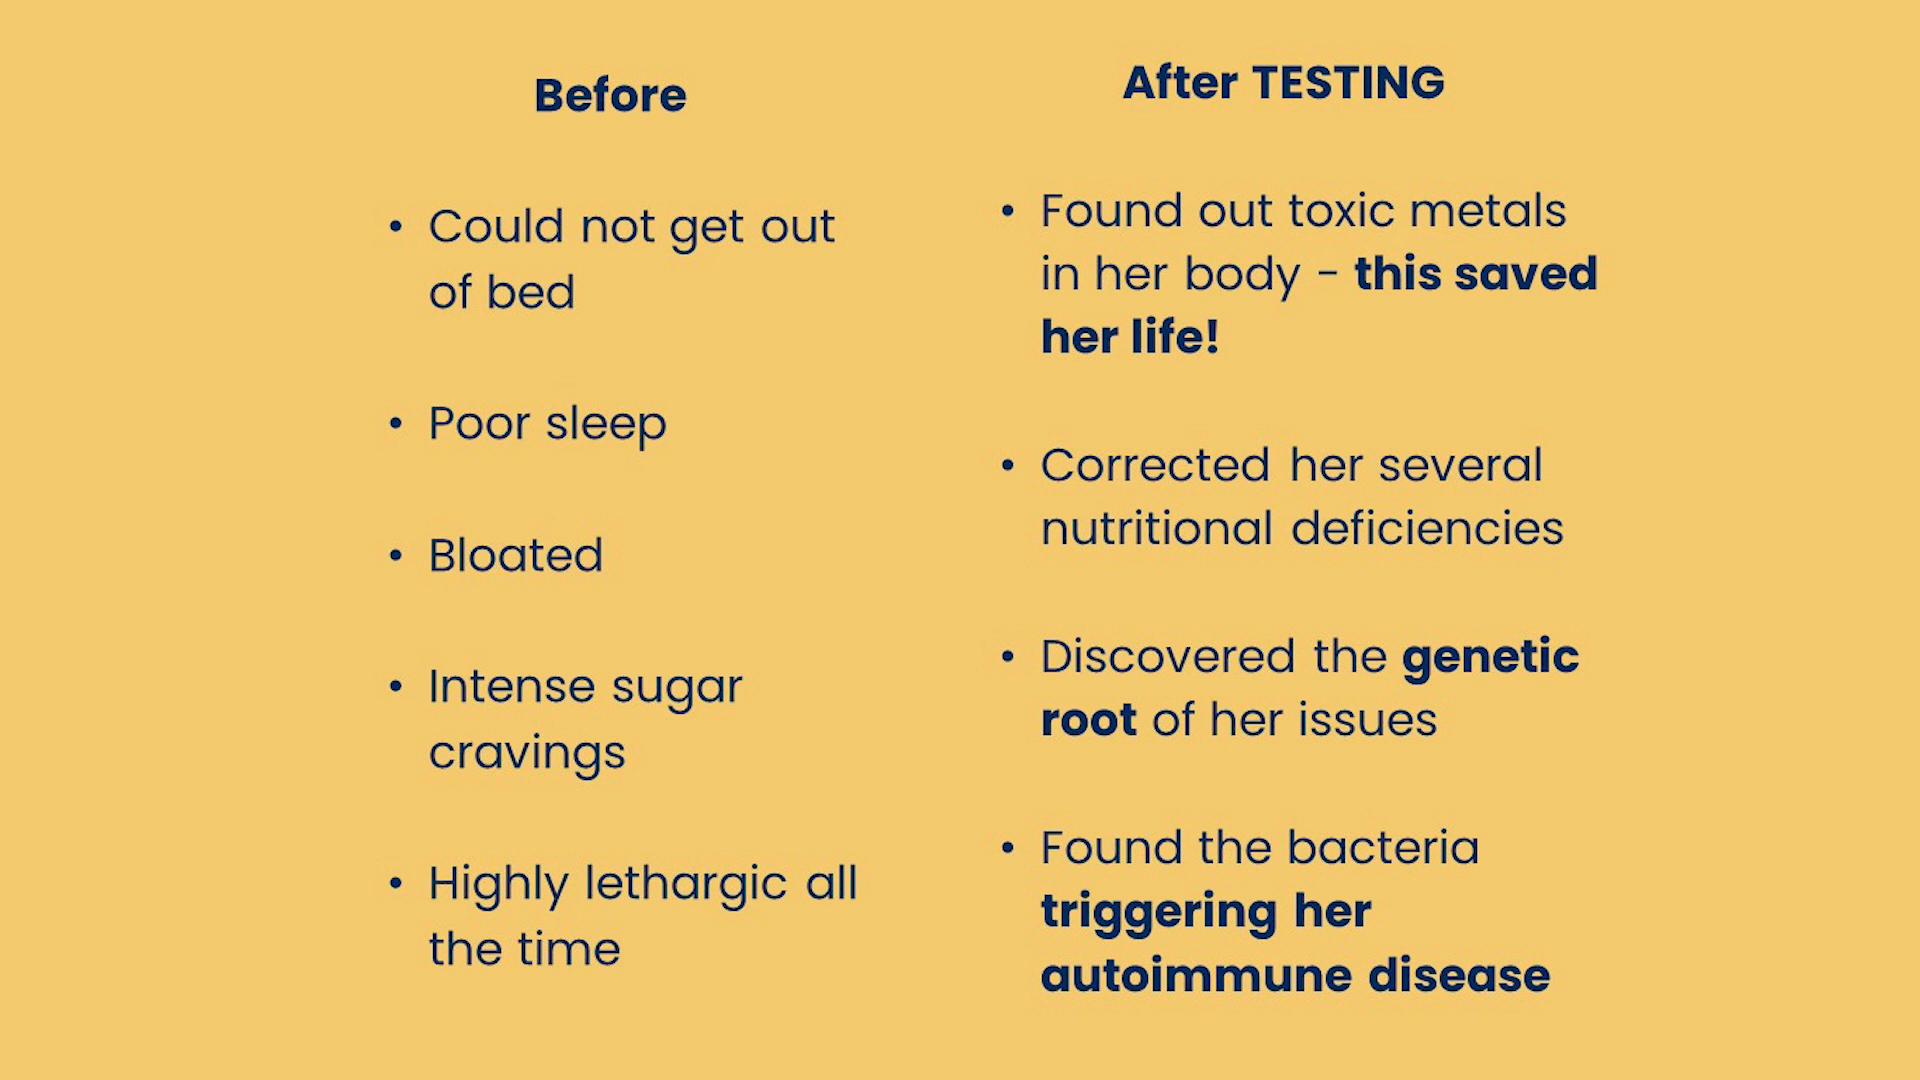 Before
• Could not get out
of bed
• Poor sleep
• Bloated
• Intense sugar
cravings
• Highly lethargic all
the time
After TESTING
• Found out toxic metals
in her body - this saved
her life!
• Corrected her several
nutritional deficiencies
• Discovered the genetic
root of her issues
• Found the bacteria
triggering her
autoimmune disease